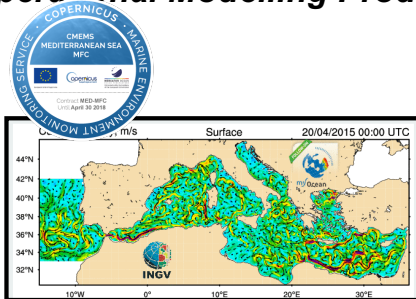 COPERNICUS
MARINE ENVIRONMENT
MONITORING SERVICE
CMEMS
MEDITERRANEAN SEA
MFC
Copernicus
Contract MED-MFC
Until April 30 2018
m/s Surface 20/04/2015 00:00 UTC
44°N
42°N
40°N
38°N
36°N
34°N
32°N
myOcean
INGV
10°W 0° 10°E 20°E 30°E